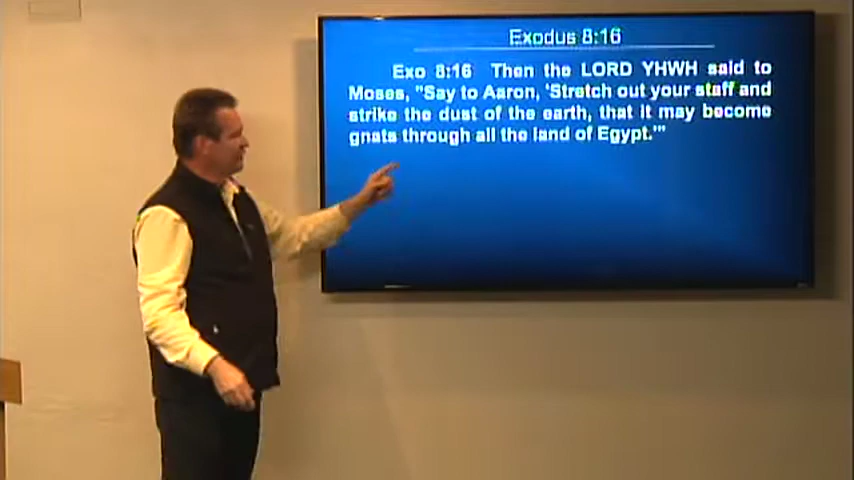 Exodus 8:16
Exo 8:16 Then the LORD YHWH said to
Moses, "Say to Aaron, 'Stretch out your staff and
strike the dust of the earth, that it may become
gnats through all the land of Egypt.'"